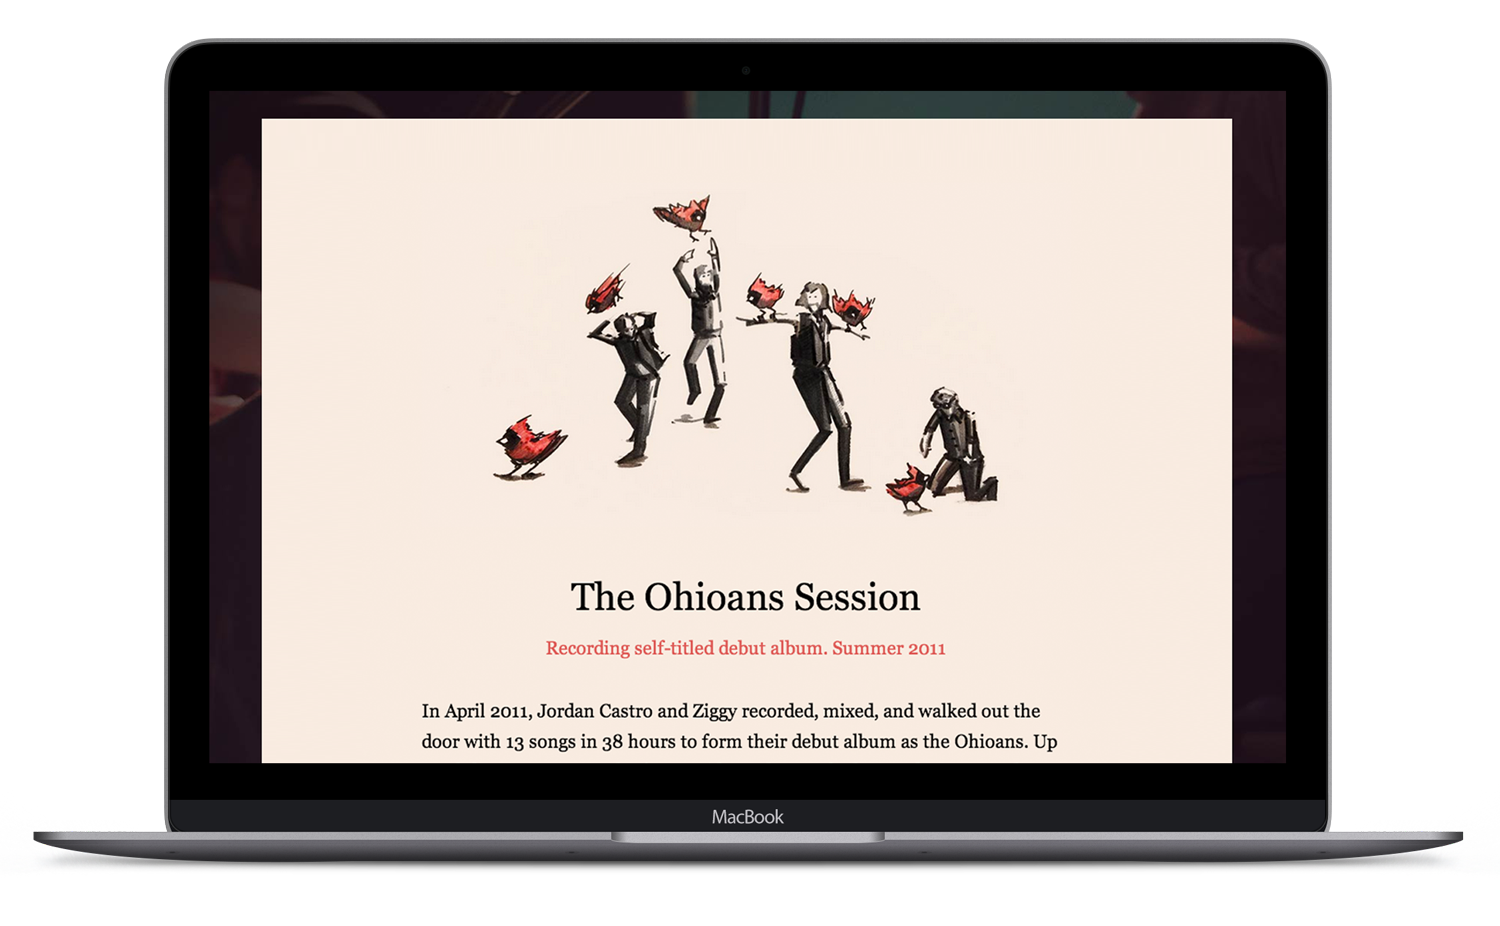 The Ohioans Session
Recording self-titled debut album. Summer 2011
In April 2011, Jordan Castro and Ziggy recorded, mixed, and walked out the
door with 13 songs in 38 hours to form their debut album as the Ohioans. Up
MacBook